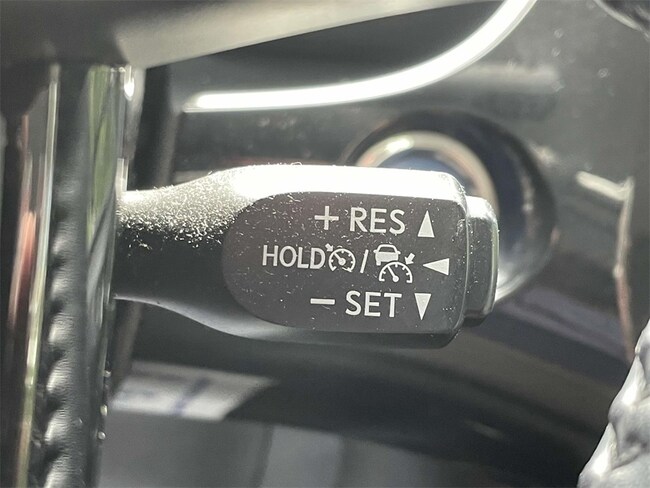 + RES ▲
HOLD / ◀
− SET ▼